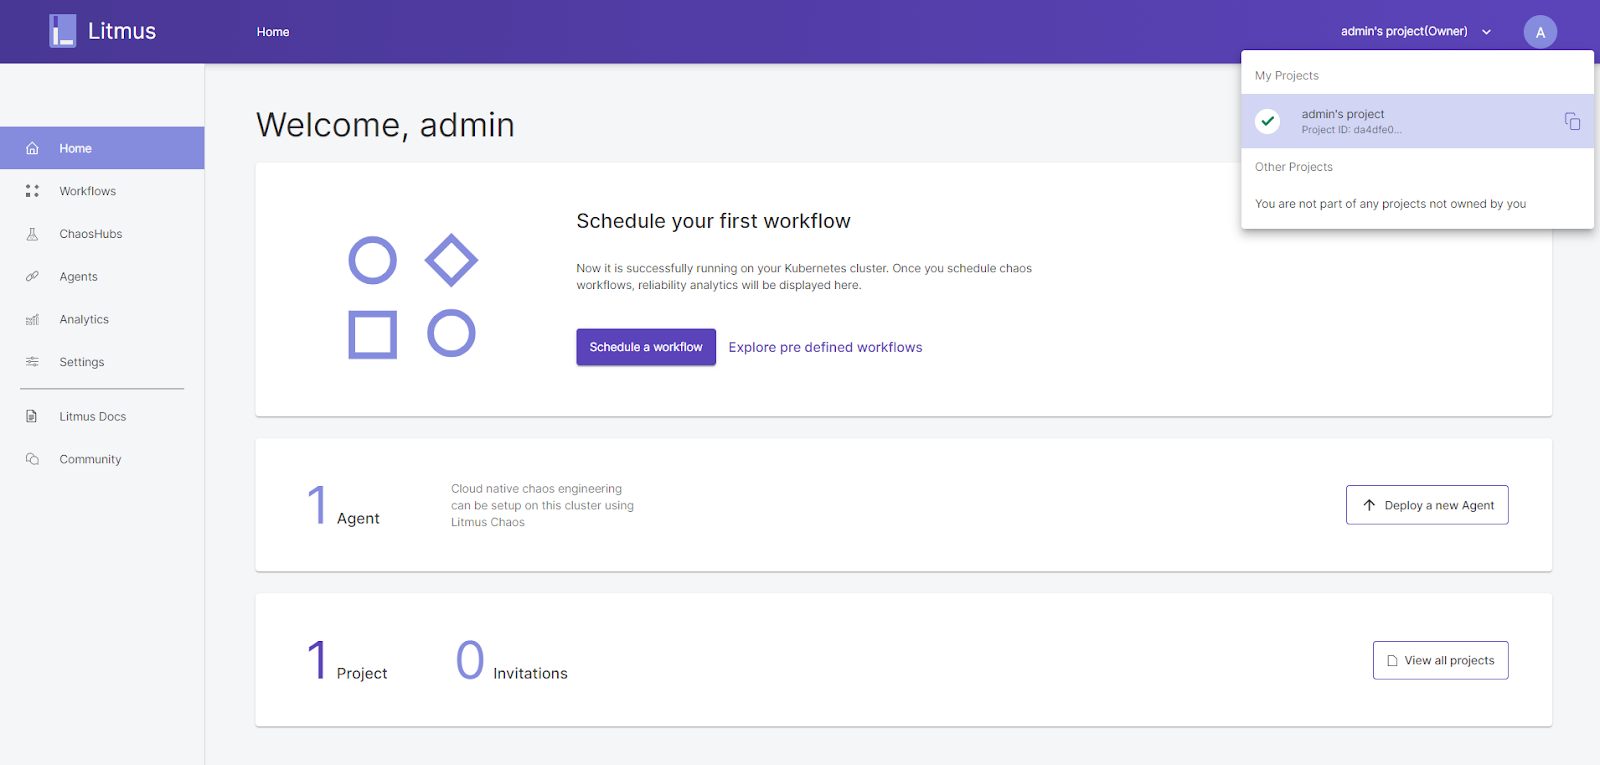 Litmus
Home
admin's project(Owner)
A
My Projects
admin's project
Project ID: da4dfe0...
Other Projects
You are not part of any projects not owned by you
Home
Workflows
ChaosHubs
Agents
Analytics
Settings
Litmus Docs
Community
Welcome, admin
Schedule your first workflow
Now it is successfully running on your Kubernetes cluster. Once you schedule chaos
workflows, reliability analytics will be displayed here.
Schedule a workflow
Explore pre defined workflows
1 Agent
Cloud native chaos engineering
can be setup on this cluster using
Litmus Chaos
Deploy a new Agent
1 Project
0 Invitations
View all projects